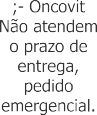 ;- Oncovit
Não atendem
o prazo de
entrega,
pedido
emergencial.